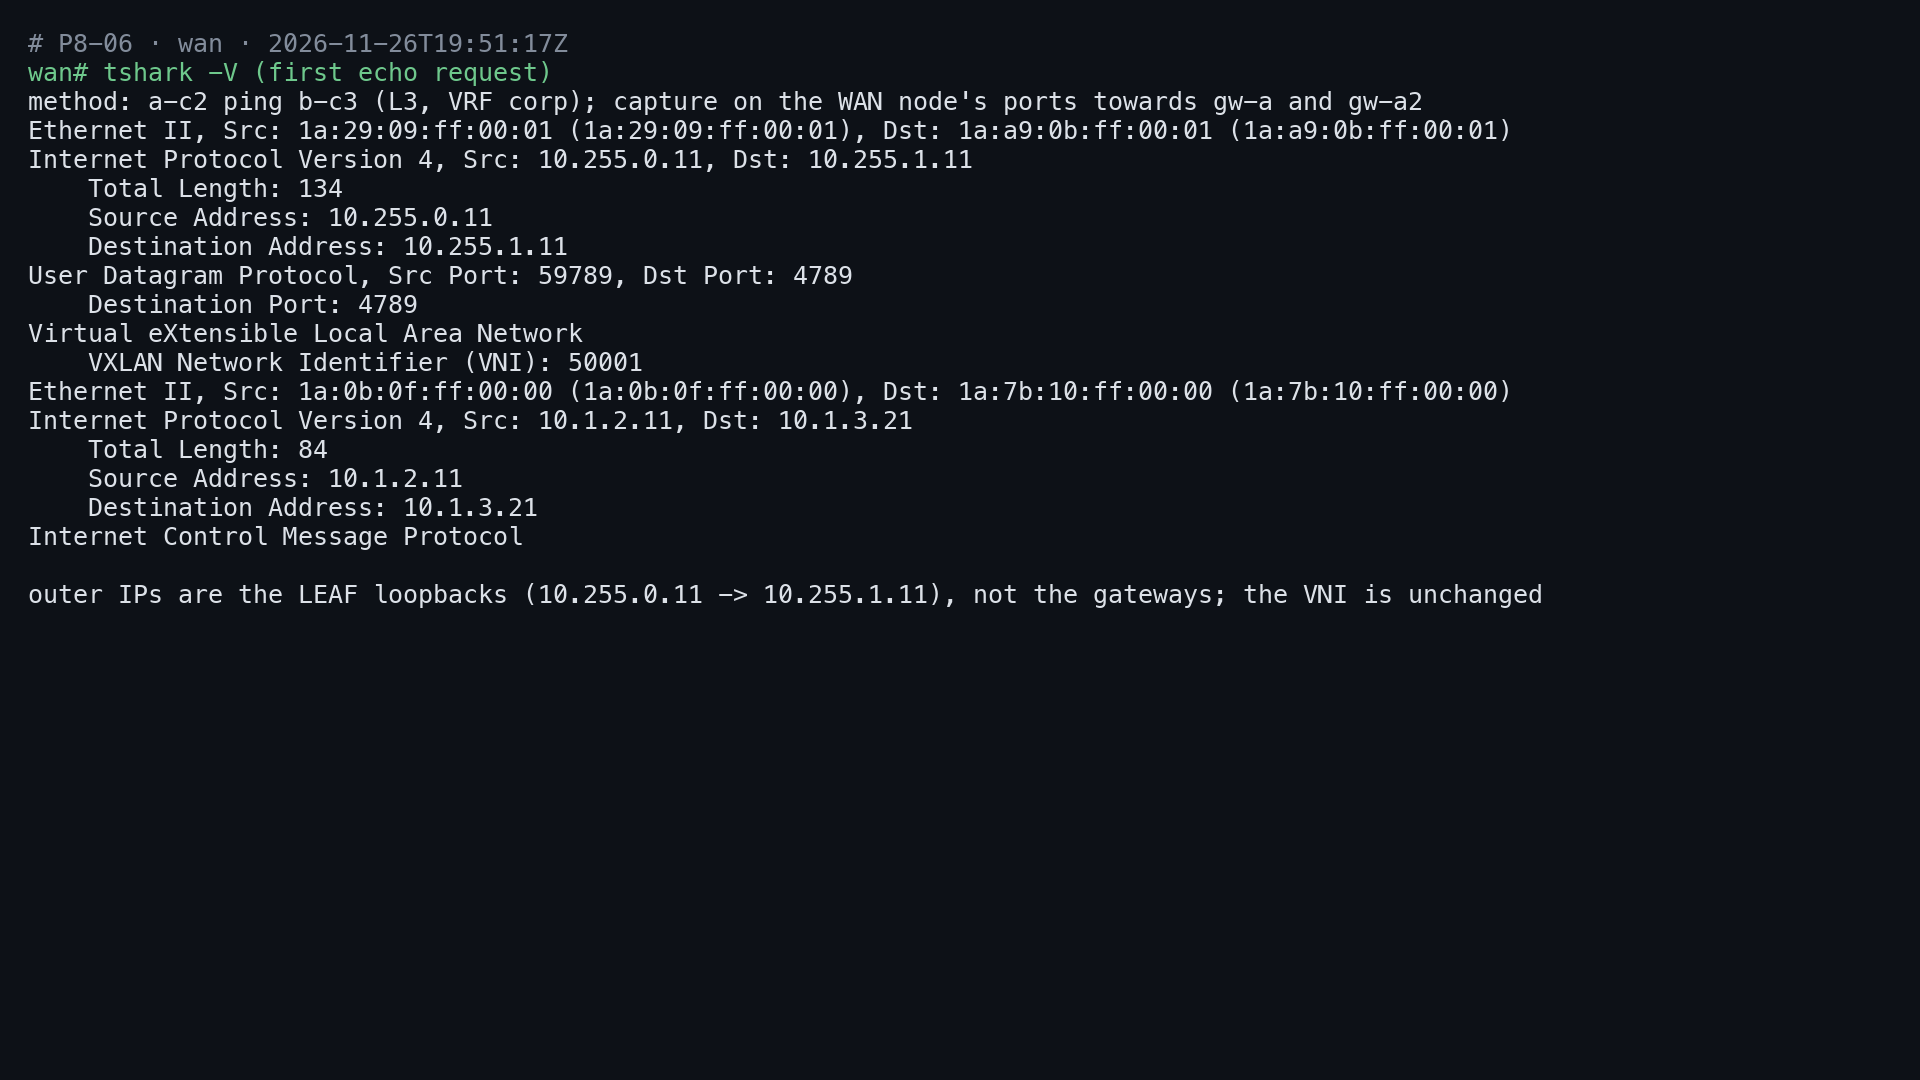 # P8-06 · wan · 2026-11-26T19:51:17Z
wan# tshark -V (first echo request)
method: a-c2 ping b-c3 (L3, VRF corp); capture on the WAN node's ports towards gw-a and gw-a2
Ethernet II, Src: 1a:29:09:ff:00:01 (1a:29:09:ff:00:01), Dst: 1a:a9:0b:ff:00:01 (1a:a9:0b:ff:00:01)
Internet Protocol Version 4, Src: 10.255.0.11, Dst: 10.255.1.11
    Total Length: 134
    Source Address: 10.255.0.11
    Destination Address: 10.255.1.11
User Datagram Protocol, Src Port: 59789, Dst Port: 4789
    Destination Port: 4789
Virtual eXtensible Local Area Network
    VXLAN Network Identifier (VNI): 50001
Ethernet II, Src: 1a:0b:0f:ff:00:00 (1a:0b:0f:ff:00:00), Dst: 1a:7b:10:ff:00:00 (1a:7b:10:ff:00:00)
Internet Protocol Version 4, Src: 10.1.2.11, Dst: 10.1.3.21
    Total Length: 84
    Source Address: 10.1.2.11
    Destination Address: 10.1.3.21
Internet Control Message Protocol

outer IPs are the LEAF loopbacks (10.255.0.11 -> 10.255.1.11), not the gateways; the VNI is unchanged